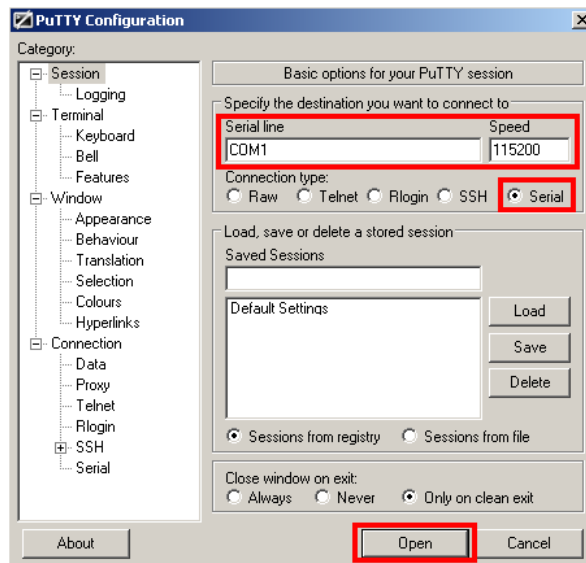 PuTTY Configuration
Category:
Session
Logging
Terminal
Keyboard
Bell
Features
Window
Appearance
Behaviour
Translation
Selection
Colours
Hyperlinks
Connection
Data
Proxy
Telnet
Rlogin
SSH
Serial
Basic options for your PuTTY session
Specify the destination you want to connect to
Serial line Speed
COM1 115200
Connection type:
Raw Telnet Rlogin SSH Serial
Load, save or delete a stored session
Saved Sessions
Default Settings
Load
Save
Delete
Sessions from registry Sessions from file
Close window on exit:
Always Never Only on clean exit
About Open Cancel